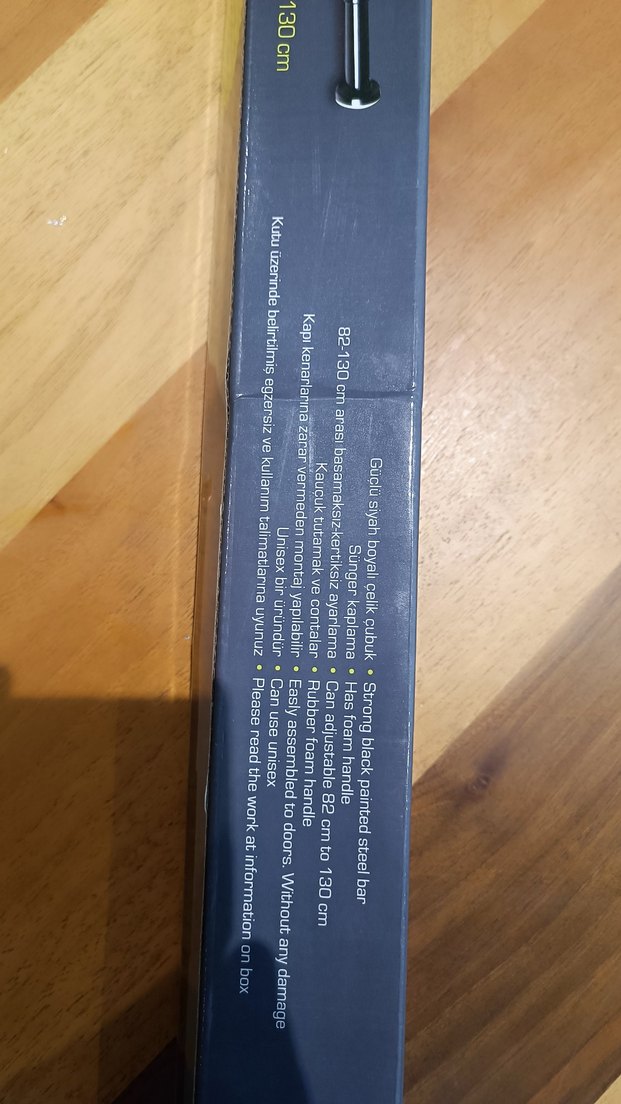 130 cm
Güçlü siyah boyalı çelik çubuk • Strong black painted steel bar
Sünger kaplama • Has foam handle
82-130 cm arası basamaksız-kertiksiz ayarlama • Can adjustable 82 cm to 130 cm
Kauçuk tutamak ve contalar • Rubber foam handle
Kapı kenarlarına zarar vermeden montaj yapılabilir • Easly assembled to doors. Without any damage
Unisex bir üründür • Can use unisex
Kutu üzerinde belirtilmiş egzersiz ve kullanım talimatlarına uyunuz • Please read the work at information on box